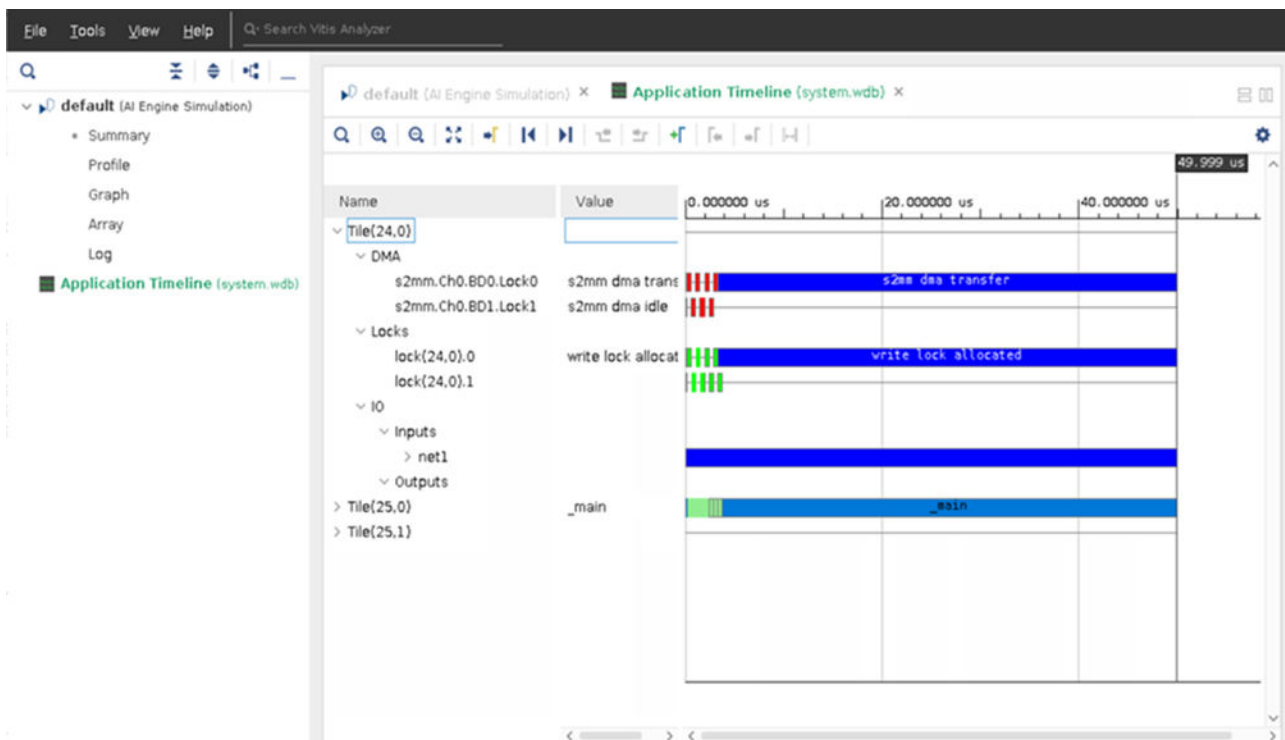 File Tools View Help Search Vitis Analyzer
default (AI Engine Simulation)
Summary
Profile
Graph
Array
Log
Application Timeline (system.wdb)
default (AI Engine Simulation) × Application Timeline (system.wdb) ×
49.999 us
Name Value 0.000000 us 20.000000 us 40.000000 us
Tile(24,0)
DMA
s2mm.Ch0.BD0.Lock0 s2mm dma trans s2mm dma transfer
s2mm.Ch0.BD1.Lock1 s2mm dma idle
Locks
lock(24,0).0 write lock allocat write lock allocated
lock(24,0).1
IO
Inputs
net1
Outputs
Tile(25,0) _main _main
Tile(25,1)